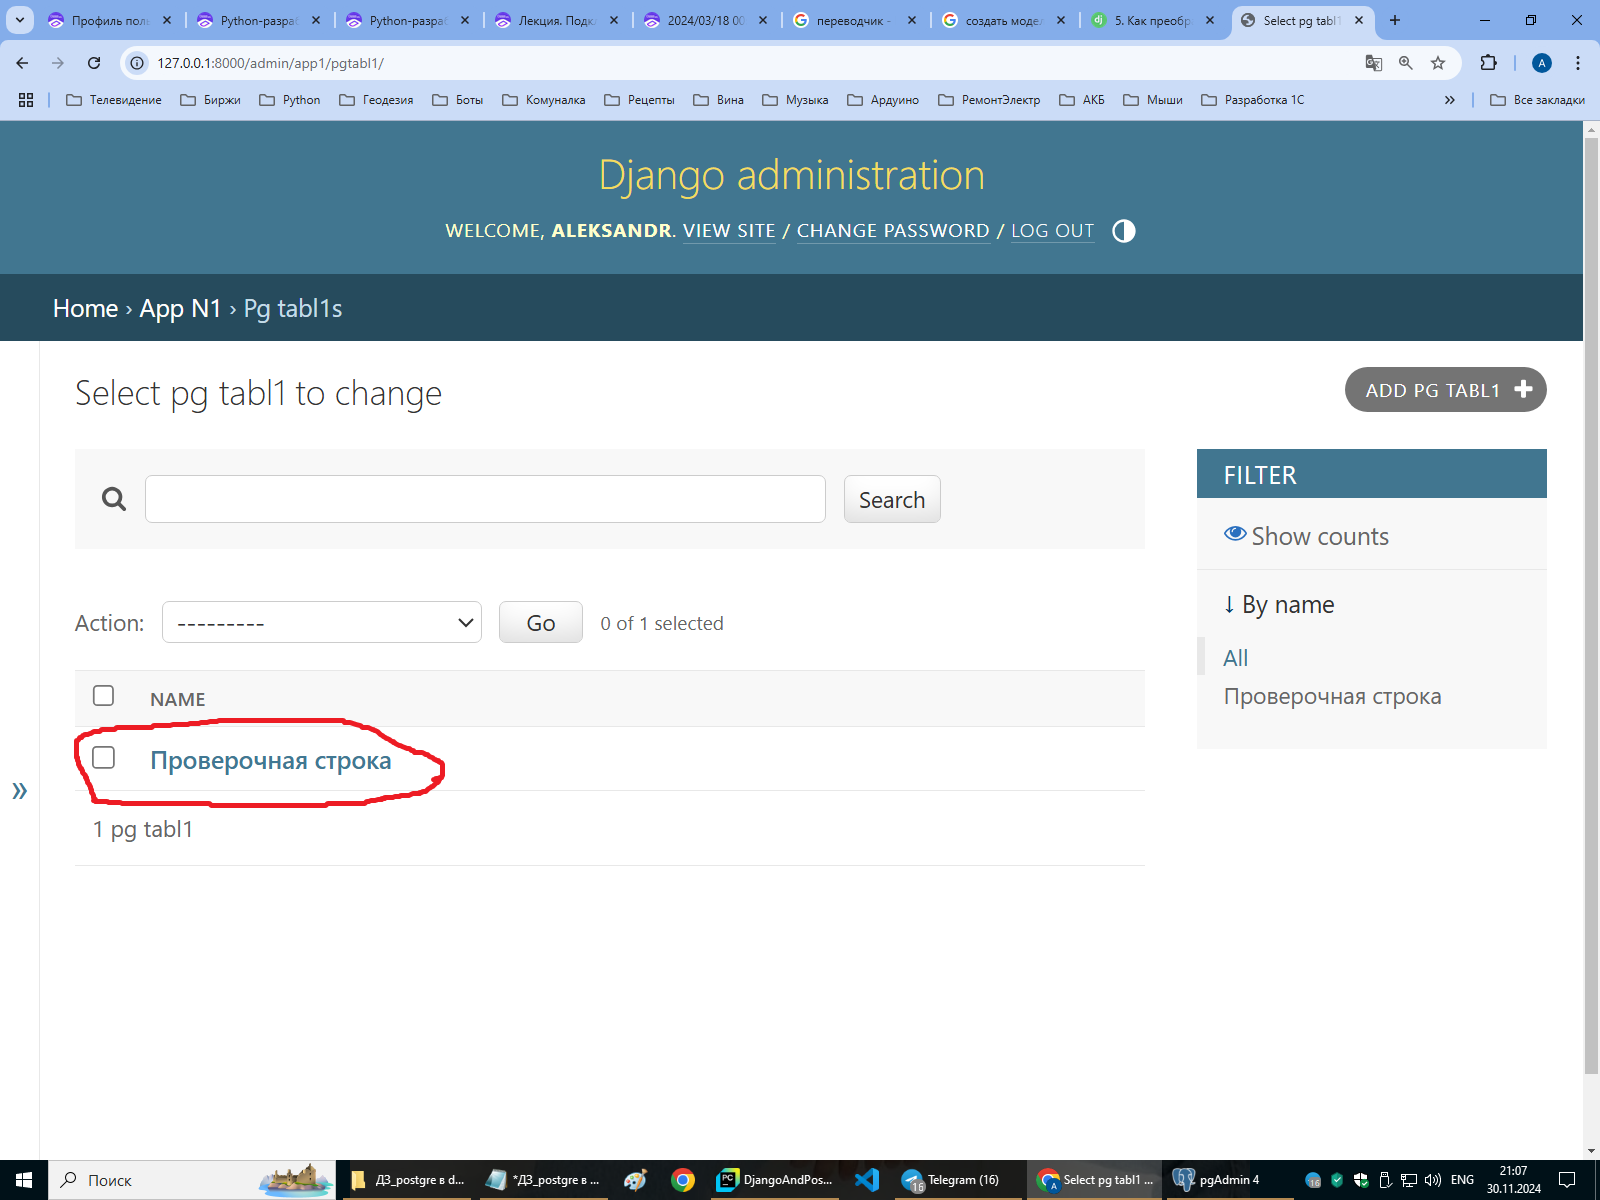 Профиль поль
Python-разраб
Python-разраб
Лекция. Подк
2024/03/18 00
переводчик -
создать модел
5. Как преобр
Select pg tabl1
127.0.0.1:8000/admin/app1/pgtabl1/
Телевидение
Биржи
Python
Геодезия
Боты
Комуналка
Рецепты
Вина
Музыка
Ардуино
РемонтЭлектр
АКБ
Мыши
Разработка 1С
Все закладки
Django administration
WELCOME, ALEKSANDR. VIEW SITE / CHANGE PASSWORD / LOG OUT
Home › App N1 › Pg tabl1s
Select pg tabl1 to change
ADD PG TABL1
Search
FILTER
Show counts
↓ By name
All
Проверочная строка
Action:
---------
Go
0 of 1 selected
NAME
Проверочная строка
1 pg tabl1
Поиск
ДЗ_postgre в d...
*ДЗ_postgre в ...
DjangoAndPos...
Telegram (16)
Select pg tabl1 ...
pgAdmin 4
ENG
21:07
30.11.2024